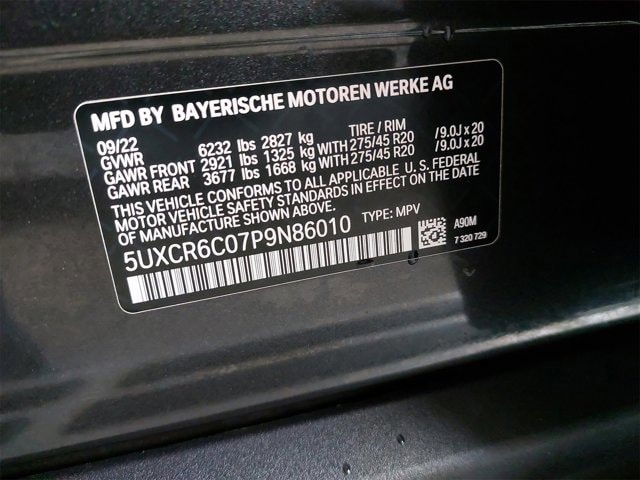 MFD BY BAYERISCHE MOTOREN WERKE AG
09/22 TIRE / RIM
GVWR 6232 lbs 2827 kg
GAWR FRONT 2921 lbs 1325 kg WITH 275/45 R20 /9.0J x 20
GAWR REAR 3677 lbs 1668 kg WITH 275/45 R20 /9.0J x 20
THIS VEHICLE CONFORMS TO ALL APPLICABLE U.S. FEDERAL
MOTOR VEHICLE SAFETY STANDARDS IN EFFECT ON THE DATE
OF MANUFACTURE SHOWN ABOVE.
5UXCR6C07P9N86010 TYPE: MPV
A90M
7 320 729